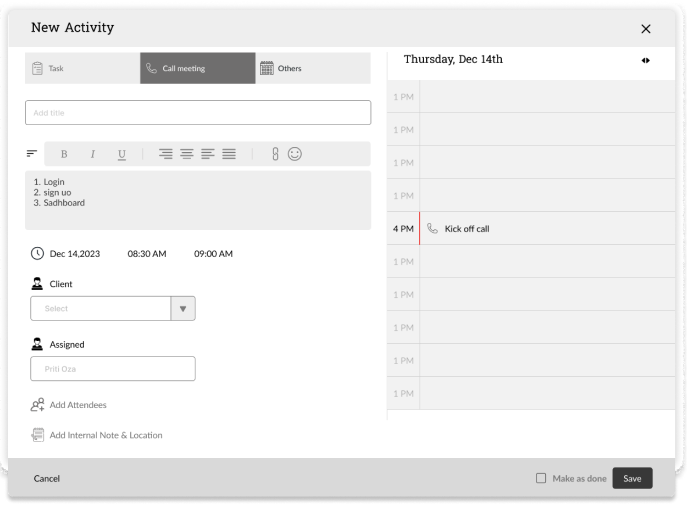 New Activity
Task
Call meeting
Others
Add title
B I U
1. Login
2. sign uo
3. Sadhboard
Dec 14,2023 08:30 AM 09:00 AM
Client
Select
Assigned
Priti Oza
Add Attendees
Add Internal Note & Location
Thursday, Dec 14th
1 PM
1 PM
1 PM
1 PM
4 PM Kick off call
1 PM
1 PM
1 PM
1 PM
1 PM
Cancel
Make as done
Save